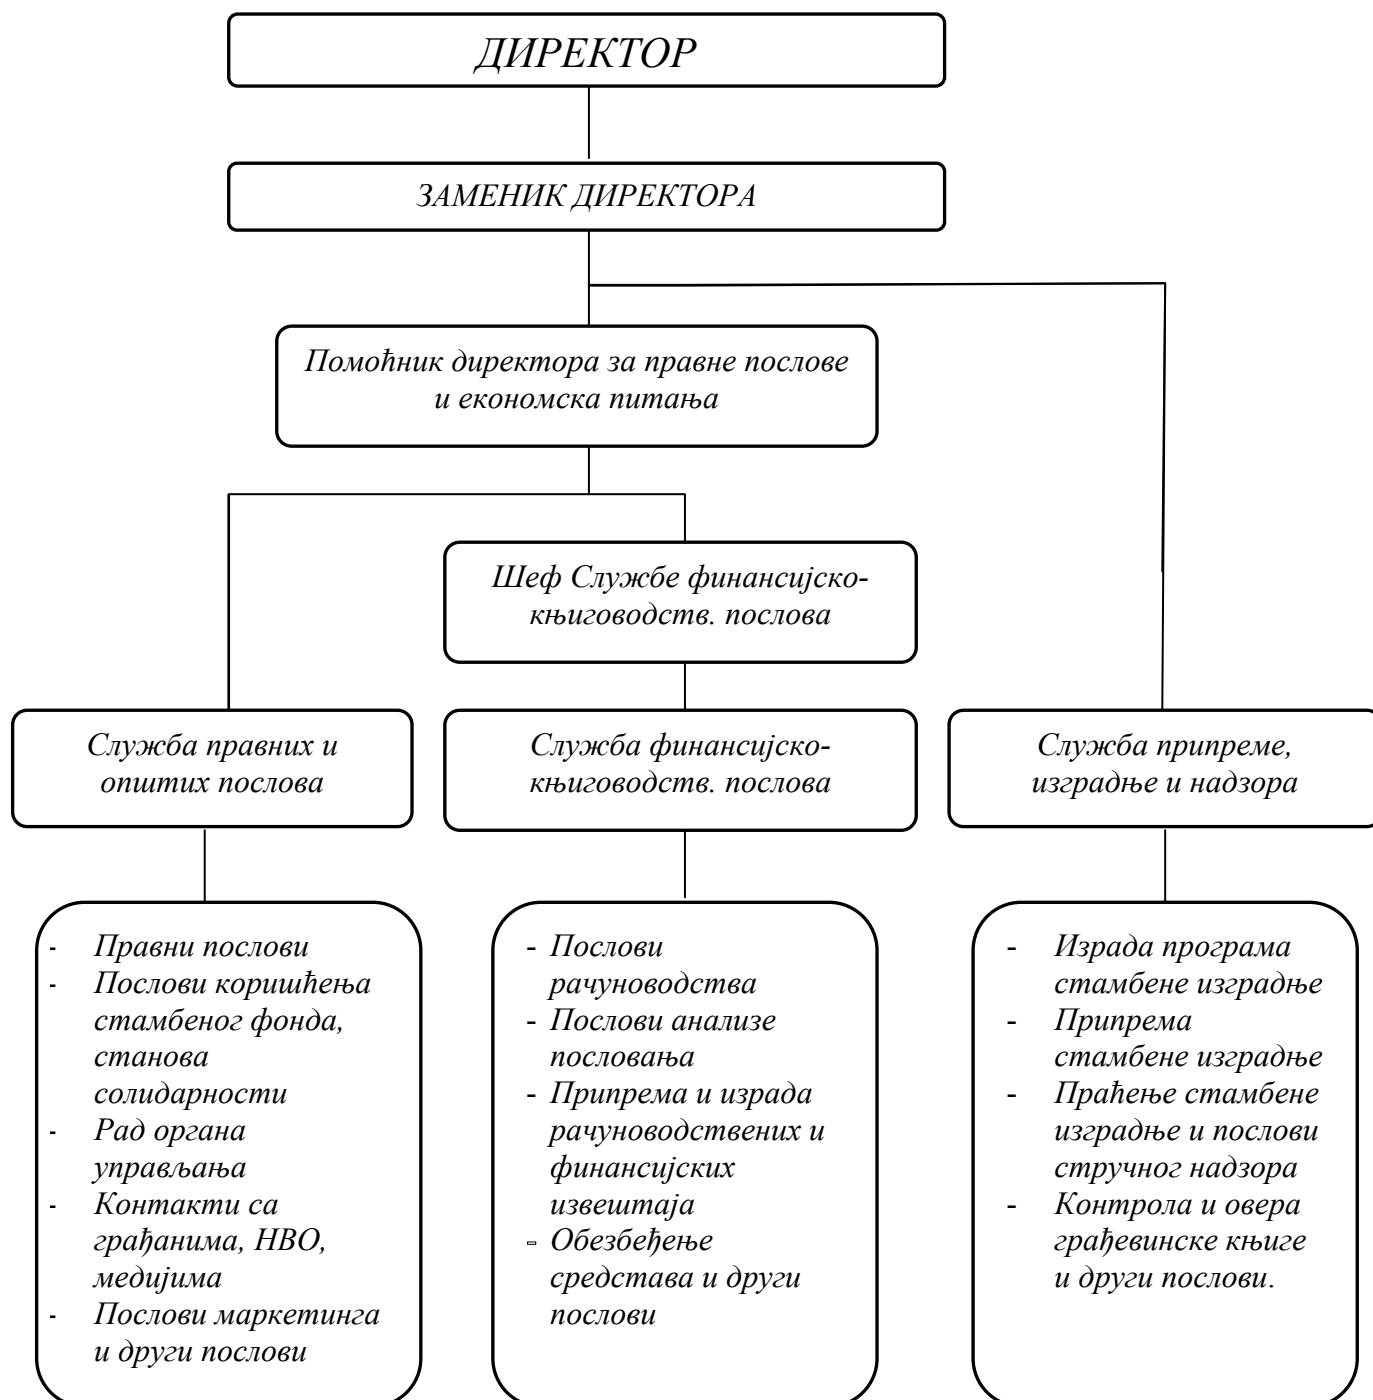 ДИРЕКТОР
ЗАМЕНИК ДИРЕКТОРА
Помоћник директора за правне послове
и економска питања
Шеф Службе финансијско-
књиговодств. послова
Служба правних и
општих послова
Служба финансијско-
књиговодств. послова
Служба припреме,
изградње и надзора
- Правни послови
- Послови коришћења
стамбеног фонда,
станова
солидарности
- Рад органа
управљања
- Контакти са
грађанима, НВО,
медијима
- Послови маркетинга
и други послови
- Послови
рачуноводства
- Послови анализе
пословања
- Припрема и израда
рачуноводствених и
финансијских
извештаја
- Обезбеђење
средстава и други
послови
- Израда програма
стамбене изградње
- Припрема
стамбене изградње
- Праћење стамбене
изградње и послови
стручног надзора
- Контрола и овера
грађевинске књиге
и други послови.